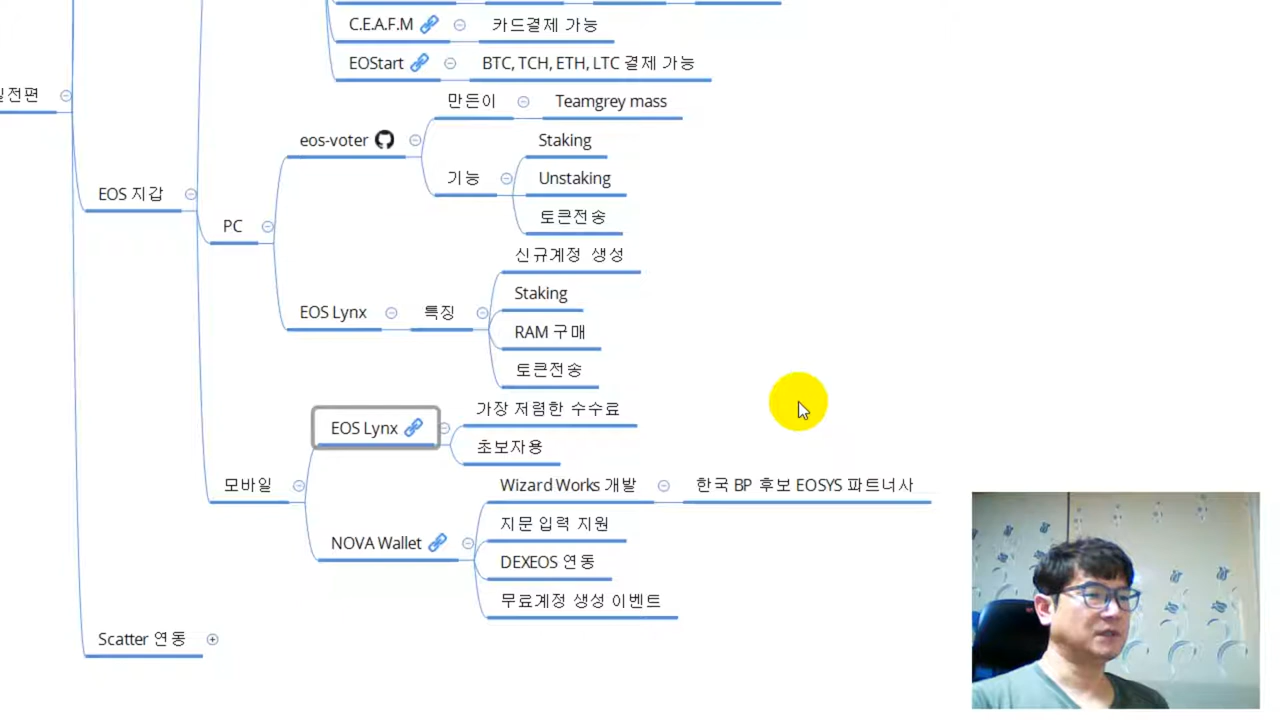 C.E.A.F.M
카드결제 가능
EOStart
BTC, TCH, ETH, LTC 결제 가능
일전편
EOS 지갑
PC
eos-voter
만든이
Teamgrey mass
기능
Staking
Unstaking
토큰전송
EOS Lynx
특징
신규계정 생성
Staking
RAM 구매
토큰전송
모바일
EOS Lynx
가장 저렴한 수수료
초보자용
NOVA Wallet
Wizard Works 개발
한국 BP 후보 EOSYS 파트너사
지문 입력 지원
DEXEOS 연동
무료계정 생성 이벤트
Scatter 연동